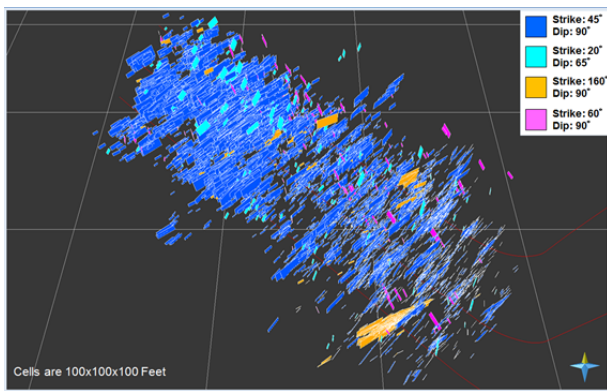 Strike: 45°
Dip: 90°
Strike: 20°
Dip: 65°
Strike: 160°
Dip: 90°
Strike: 60°
Dip: 90°
Cells are 100x100x100 Feet